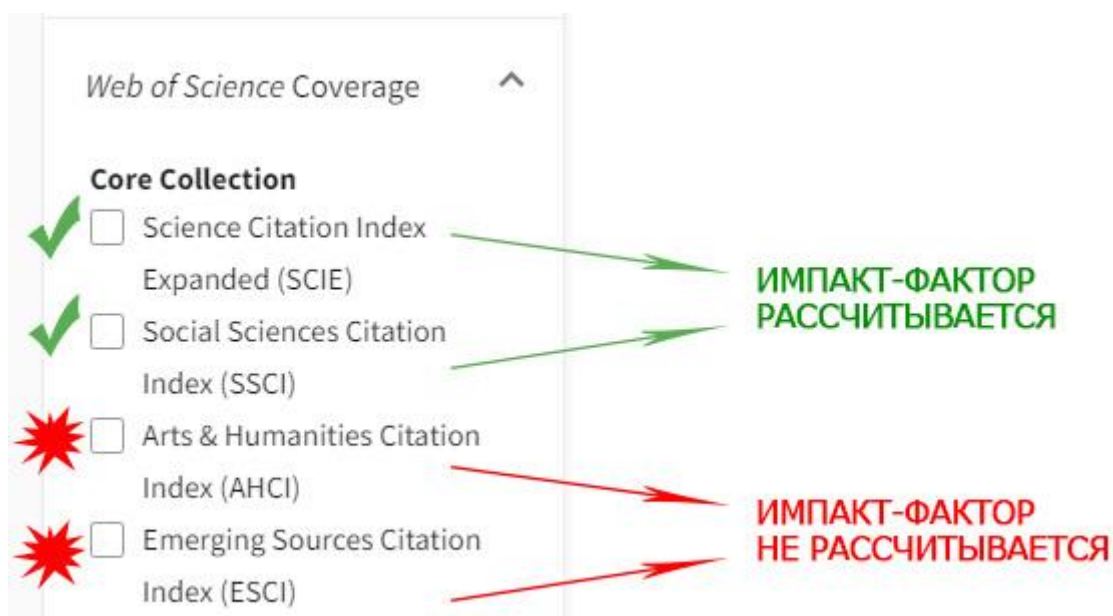 Web of Science Coverage
Core Collection
Science Citation Index
Expanded (SCIE)
Social Sciences Citation
Index (SSCI)
Arts & Humanities Citation
Index (AHCI)
Emerging Sources Citation
Index (ESCI)
ИМПАКТ-ФАКТОР
РАССЧИТЫВАЕТСЯ
ИМПАКТ-ФАКТОР
НЕ РАССЧИТЫВАЕТСЯ